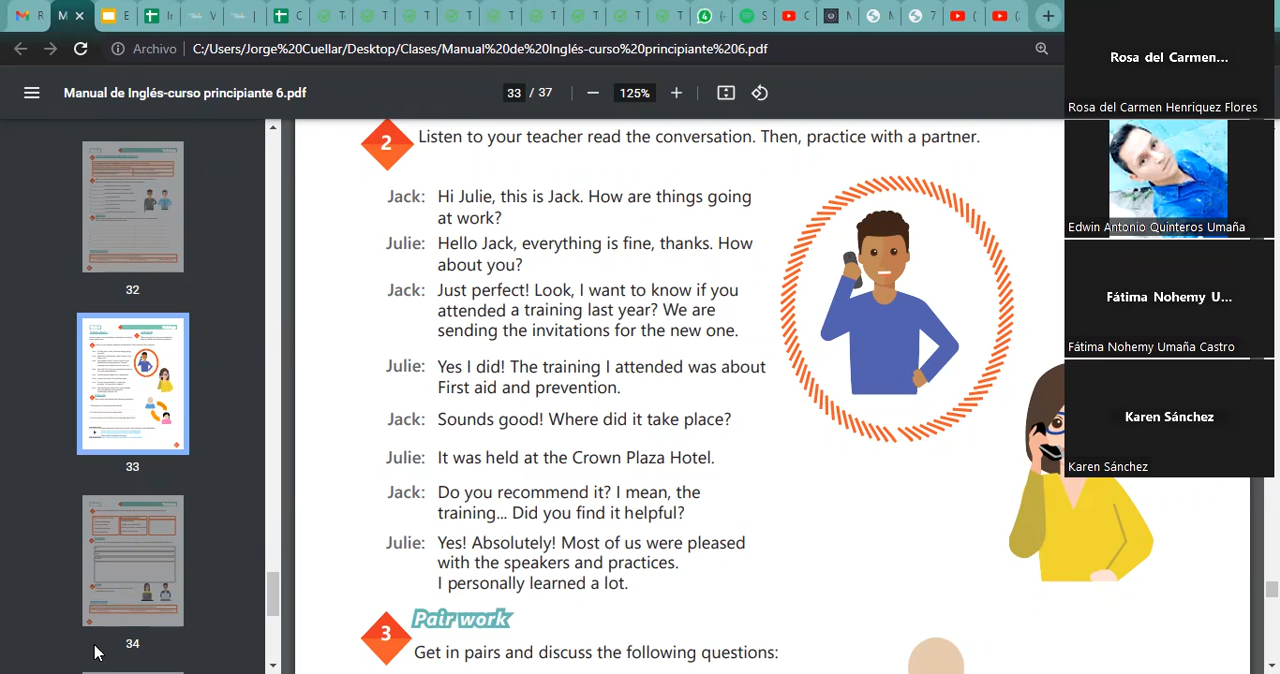 M R
M
E
Ir
V
C
T
T
T
T
T
T
T
T
T
4 (
S
C
N
N
7
(
(
Archivo
C:/Users/Jorge%20Cuellar/Desktop/Clases/Manual%20de%20Inglés-curso%20principiante%206.pdf
Manual de Inglés-curso principiante 6.pdf
33 / 37
125%
32
33
34
2 Listen to your teacher read the conversation. Then, practice with a partner.
Jack: Hi Julie, this is Jack. How are things going
at work?
Julie: Hello Jack, everything is fine, thanks. How
about you?
Jack: Just perfect! Look, I want to know if you
attended a training last year? We are
sending the invitations for the new one.
Julie: Yes I did! The training I attended was about
First aid and prevention.
Jack: Sounds good! Where did it take place?
Julie: It was held at the Crown Plaza Hotel.
Jack: Do you recommend it? I mean, the
training... Did you find it helpful?
Julie: Yes! Absolutely! Most of us were pleased
with the speakers and practices.
I personally learned a lot.
3 Pair work
Get in pairs and discuss the following questions:
Rosa del Carmen...
Rosa del Carmen Henriquez Flores
Edwin Antonio Quinteros Umaña
Fátima Nohemy U...
Fátima Nohemy Umaña Castro
Karen Sánchez
Karen Sánchez